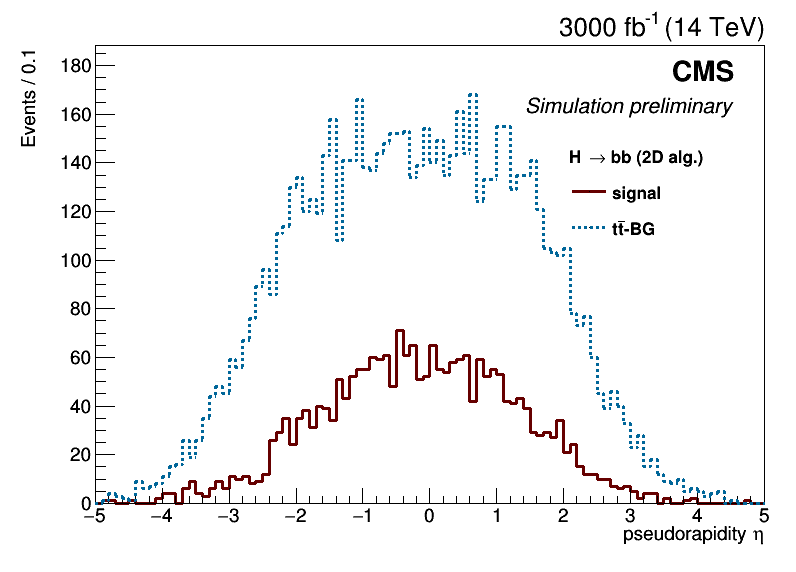 3000 fb-1 (14 TeV)
Events / 0.1
CMS
Simulation preliminary
H → bb (2D alg.)
signal
tt̄-BG
180
160
140
120
100
80
60
40
20
0
−5 −4 −3 −2 −1 0 1 2 3 4 5
pseudorapidity η